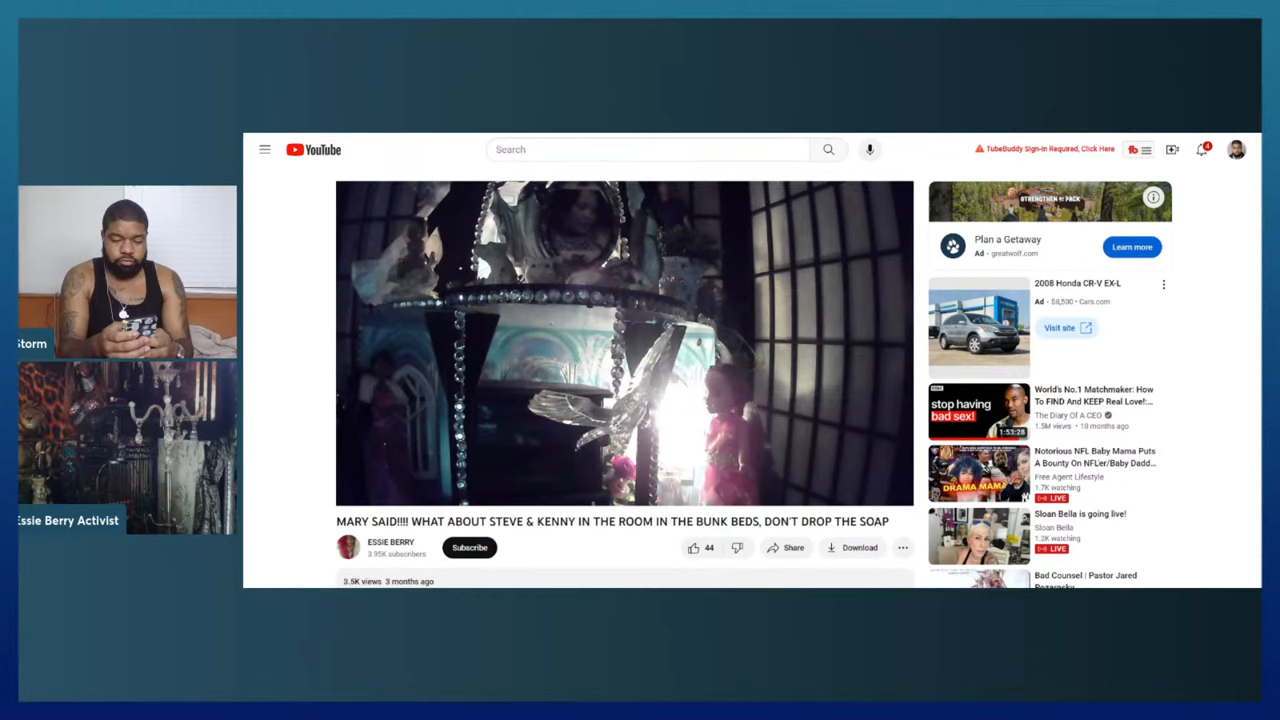 YouTube
Search
TubeBuddy Sign-in Required, Click Here
4
STRENGTHEN THE PACK
Plan a Getaway
Ad · greatwolf.com
Learn more
2008 Honda CR-V EX-L
Ad · $8,590 · Cars.com
Visit site
World's No.1 Matchmaker: How
To FIND And KEEP Real Love!:...
The Diary Of A CEO
1.5M views · 10 months ago
stop having
bad sex!
1:53:28
Notorious NFL Baby Mama Puts
A Bounty On NFL'er/Baby Dadd...
Free Agent Lifestyle
1.7K watching
LIVE
DRAMA MAMA
Sloan Bella is going live!
Sloan Bella
1.2K watching
LIVE
Bad Counsel | Pastor Jared
Storm
Essie Berry Activist
MARY SAID!!!! WHAT ABOUT STEVE & KENNY IN THE ROOM IN THE BUNK BEDS, DON'T DROP THE SOAP
ESSIE BERRY
3.95K subscribers
Subscribe
44
Share
Download
3.5K views 3 months ago